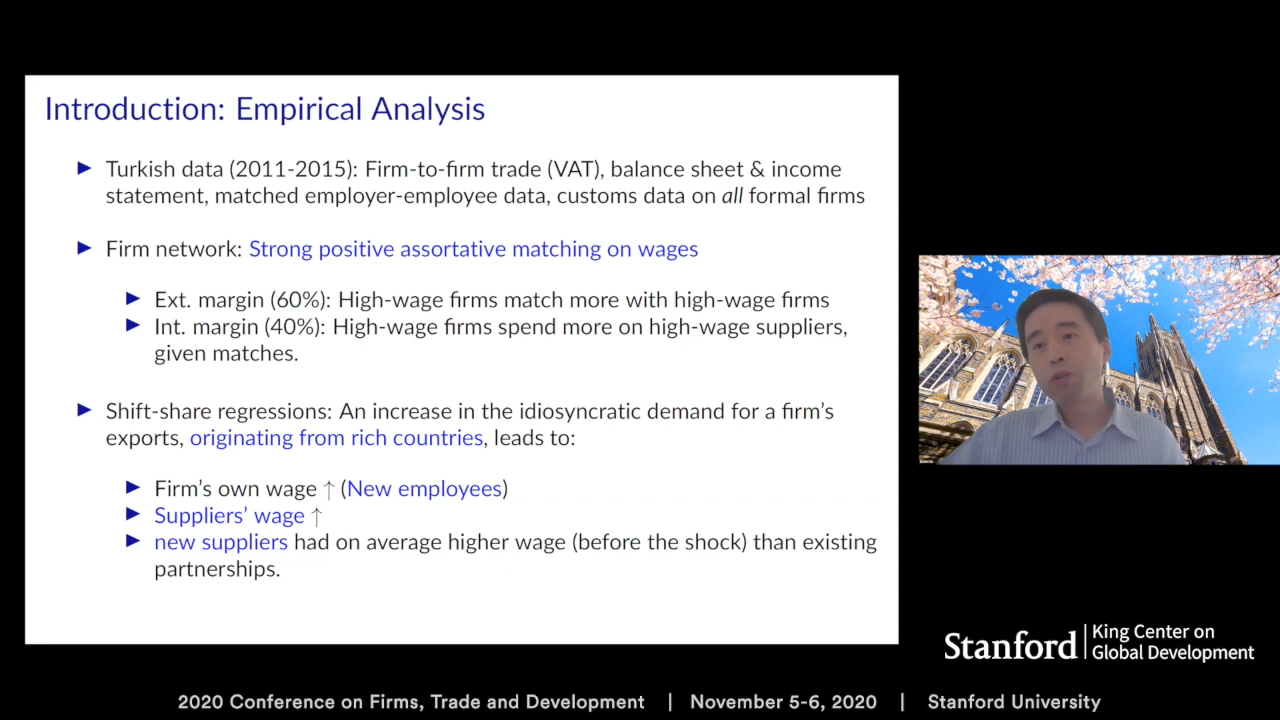 Introduction: Empirical Analysis
▶ Turkish data (2011-2015): Firm-to-firm trade (VAT), balance sheet & income
statement, matched employer-employee data, customs data on all formal firms
▶ Firm network: Strong positive assortative matching on wages
▶ Ext. margin (60%): High-wage firms match more with high-wage firms
▶ Int. margin (40%): High-wage firms spend more on high-wage suppliers,
given matches.
▶ Shift-share regressions: An increase in the idiosyncratic demand for a firm's
exports, originating from rich countries, leads to:
▶ Firm's own wage ↑ (New employees)
▶ Suppliers' wage ↑
▶ new suppliers had on average higher wage (before the shock) than existing
partnerships.
Stanford | King Center on
Global Development
2020 Conference on Firms, Trade and Development | November 5-6, 2020 | Stanford University